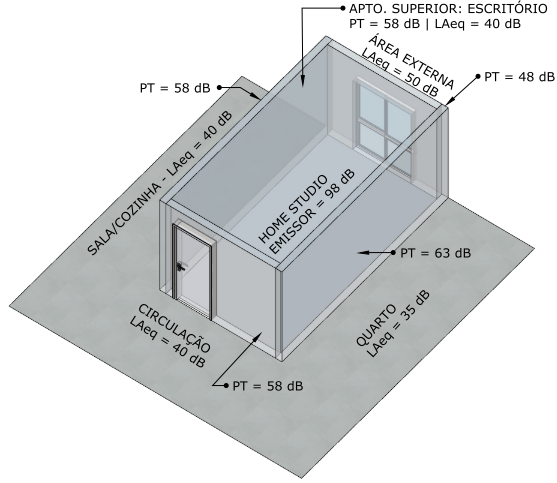 APTO. SUPERIOR: ESCRITÓRIO
PT = 58 dB | LAeq = 40 dB
ÁREA EXTERNA
LAeq = 50 dB
PT = 48 dB
PT = 58 dB
SALA/COZINHA - LAeq = 40 dB
HOME STUDIO
EMISSOR = 98 dB
PT = 63 dB
QUARTO
LAeq = 35 dB
CIRCULAÇÃO
LAeq = 40 dB
PT = 58 dB